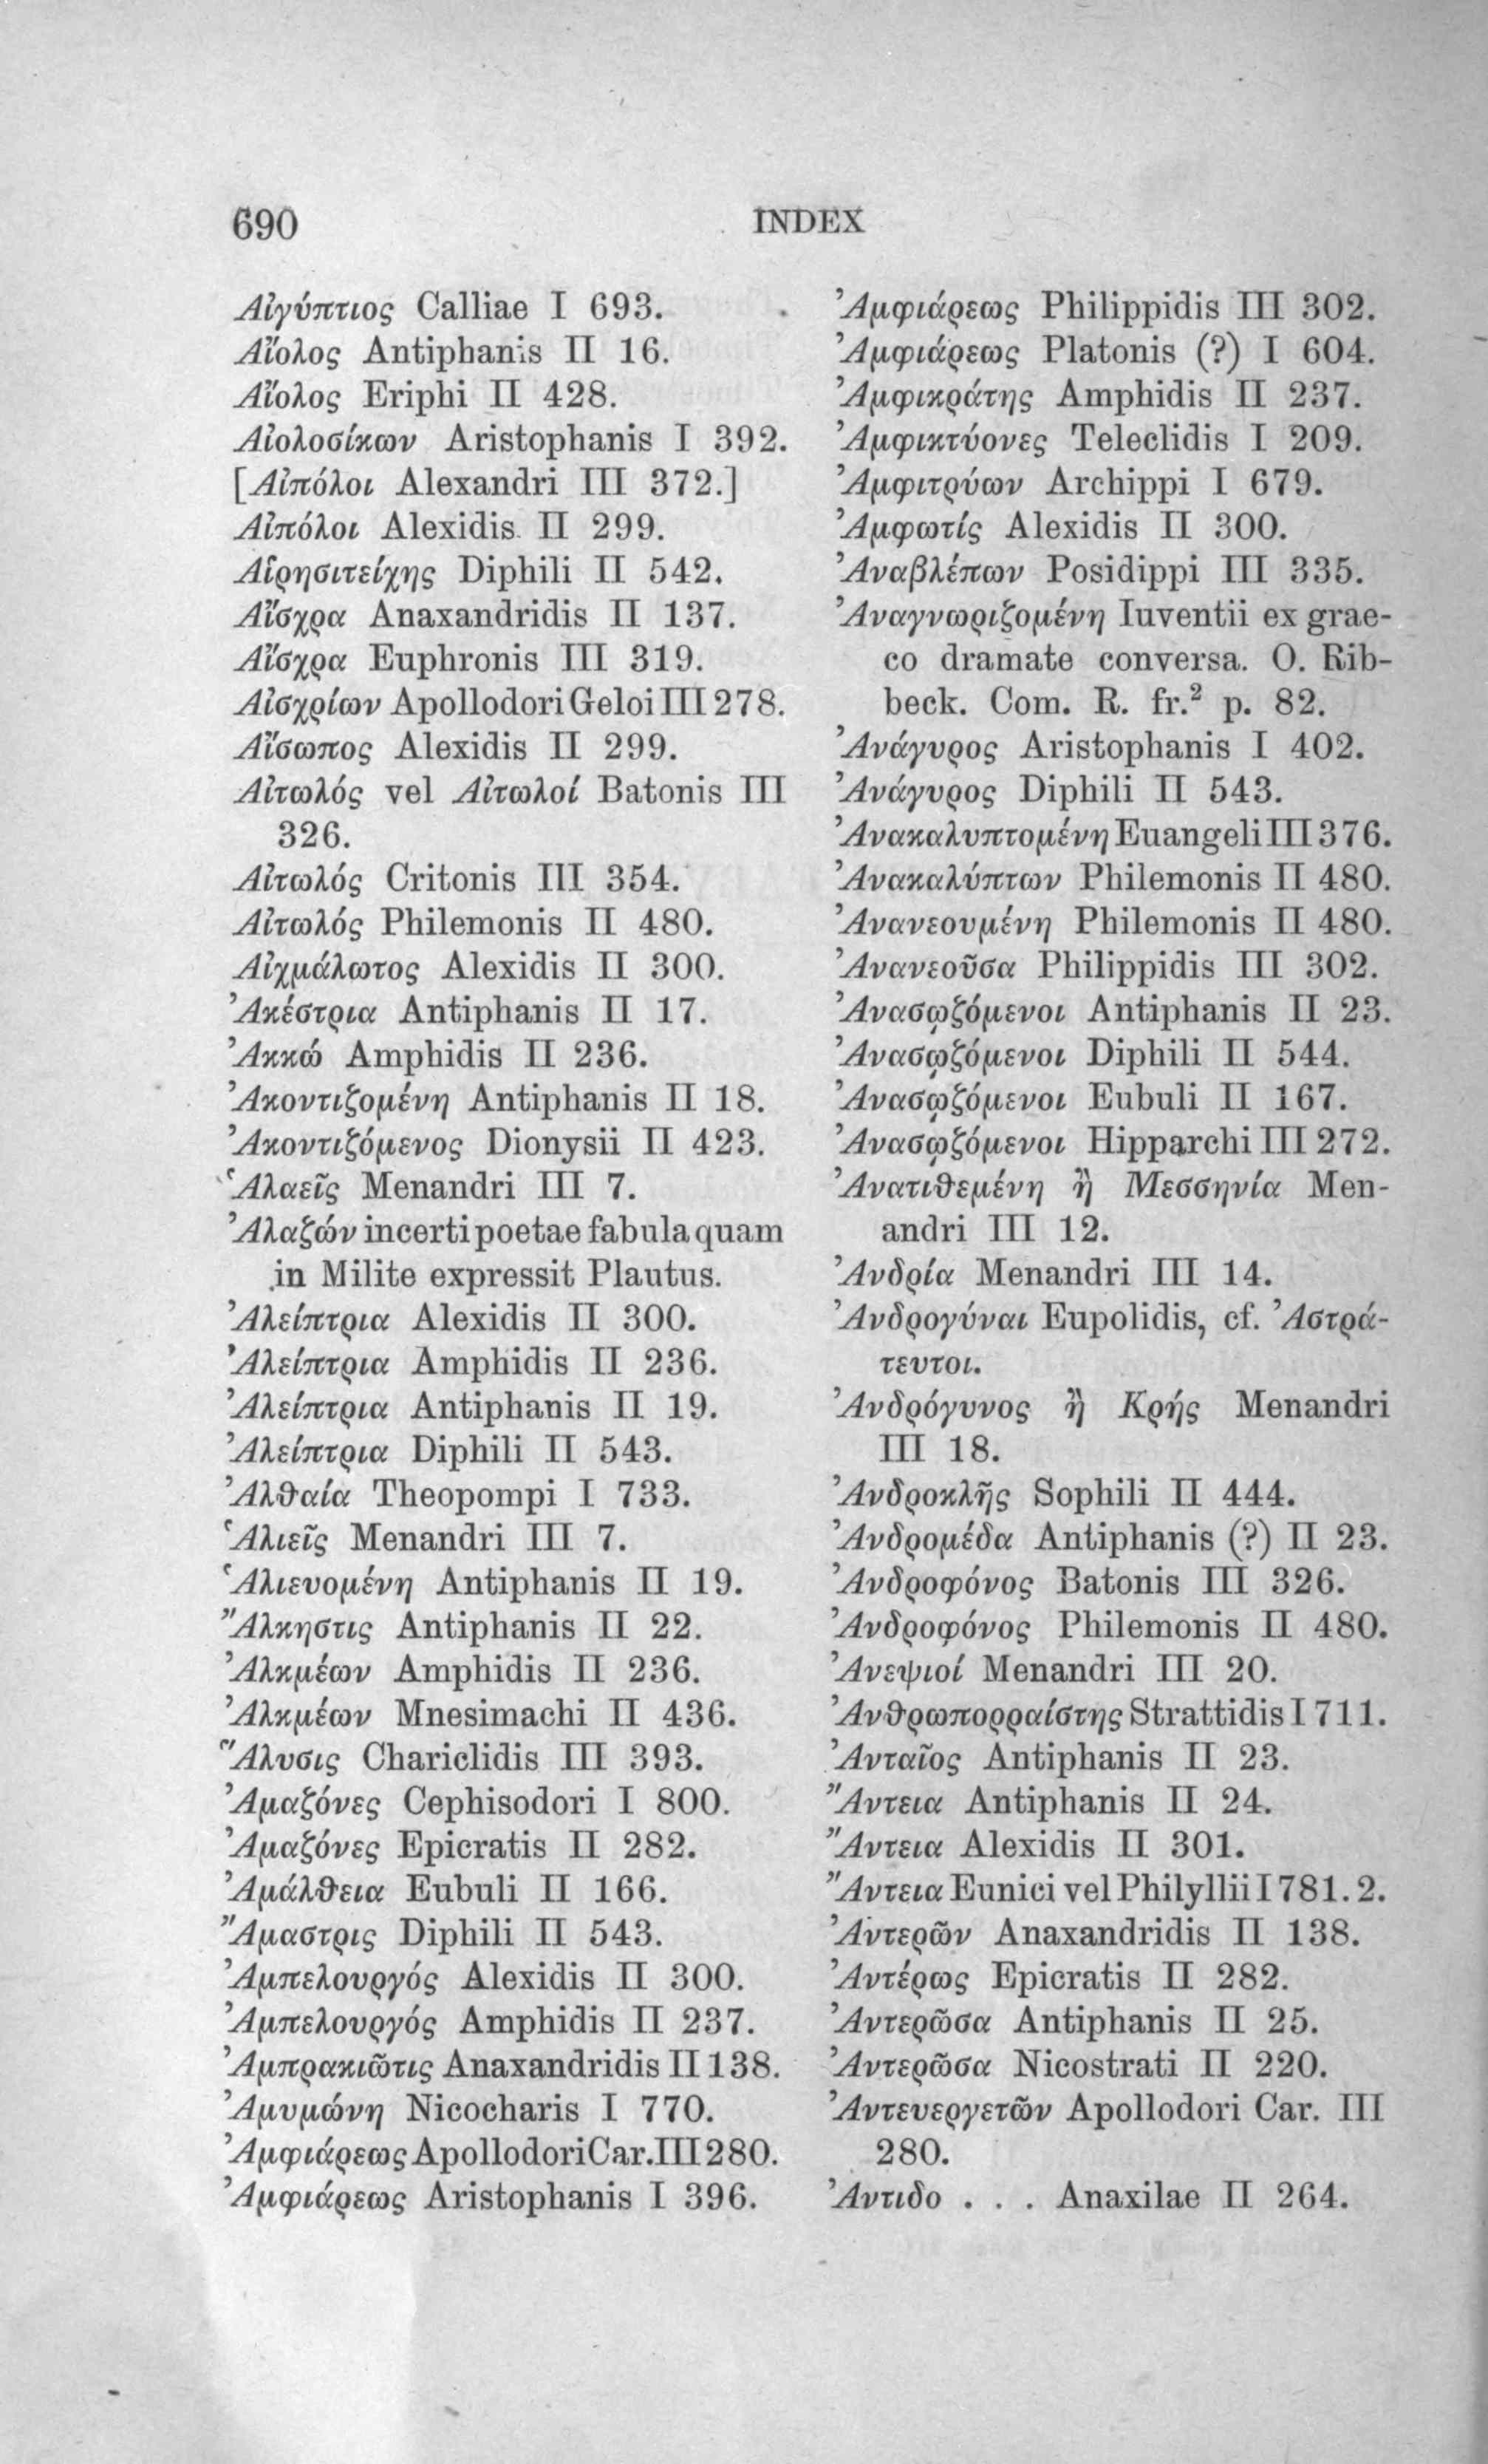 690
INDEX
Αἰγύπτιος Calliae I 693.
Αἴολος Antiphanis II 16.
Αἴολος Eriphi II 428.
Αἰολοσίκων Aristophanis I 392.
[Αἰπόλοι Alexandri III 372.]
Αἰπόλοι Alexidis II 299.
Αἱρησιτείχης Diphili II 542.
Αἴσχρα Anaxandridis II 137.
Αἴσχρα Euphronis III 319.
Αἰσχρίων Apollodori Geloi III 278.
Αἴσωπος Alexidis II 299.
Αἰτωλός vel Αἰτωλοί Batonis III
326.
Αἰτωλός Critonis III 354.
Αἰτωλός Philemonis II 480.
Αἰχμάλωτος Alexidis II 300.
Ἀκέστρια Antiphanis II 17.
Ἀκκώ Amphidis II 236.
Ἀκοντιζομένη Antiphanis II 18.
Ἀκοντιζόμενος Dionysii II 423.
Ἁλαεῖς Menandri III 7.
Ἀλαζών incerti poetae fabula quam
in Milite expressit Plautus.
Ἀλείπτρια Alexidis II 300.
Ἀλείπτρια Amphidis II 236.
Ἀλείπτρια Antiphanis II 19.
Ἀλείπτρια Diphili II 543.
Ἀλθαία Theopompi I 733.
Ἁλιεῖς Menandri III 7.
Ἁλιευομένη Antiphanis II 19.
Ἄλκηστις Antiphanis II 22.
Ἀλκμέων Amphidis II 236.
Ἀλκμέων Mnesimachi II 436.
Ἅλυσις Chariclidis III 393.
Ἀμαζόνες Cephisodori I 800.
Ἀμαζόνες Epicratis II 282.
Ἀμάλθεια Eubuli II 166.
Ἄμαστρις Diphili II 543.
Ἀμπελουργός Alexidis II 300.
Ἀμπελουργός Amphidis II 237.
Ἀμπρακιῶτις Anaxandridis II 138.
Ἀμυμώνη Nicocharis I 770.
Ἀμφιάρεως Apollodori Car. III 280.
Ἀμφιάρεως Aristophanis I 396.
Ἀμφιάρεως Philippidis III 302.
Ἀμφιάρεως Platonis (?) I 604.
Ἀμφικράτης Amphidis II 237.
Ἀμφικτύονες Teleclidis I 209.
Ἀμφιτρύων Archippi I 679.
Ἀμφωτίς Alexidis II 300.
Ἀναβλέπων Posidippi III 335.
Ἀναγνωριζομένη Iuventii ex grae-
co dramate conversa. O. Rib-
beck. Com. R. fr.² p. 82.
Ἀνάγυρος Aristophanis I 402.
Ἀνάγυρος Diphili II 543.
Ἀνακαλυπτομένη Euangeli III 376.
Ἀνακαλύπτων Philemonis II 480.
Ἀνανεουμένη Philemonis II 480.
Ἀνανεοῦσα Philippidis III 302.
Ἀνασῳζόμενοι Antiphanis II 23.
Ἀνασῳζόμενοι Diphili II 544.
Ἀνασῳζόμενοι Eubuli II 167.
Ἀνασῳζόμενοι Hipparchi III 272.
Ἀνατιθεμένη ἢ Μεσσηνία Men-
andri III 12.
Ἀνδρία Menandri III 14.
Ἀνδρογύναι Eupolidis, cf. Ἀστρά-
τευτοι.
Ἀνδρόγυνος ἢ Κρής Menandri
III 18.
Ἀνδροκλῆς Sophili II 444.
Ἀνδρομέδα Antiphanis (?) II 23.
Ἀνδροφόνος Batonis III 326.
Ἀνδροφόνος Philemonis II 480.
Ἀνεψιοί Menandri III 20.
Ἀνθρωπορραίστης Strattidis I 711.
Ἀνταῖος Antiphanis II 23.
Ἄντεια Antiphanis II 24.
Ἄντεια Alexidis II 301.
Ἄντεια Eunici vel Philyllii I 781. 2.
Ἀντερῶν Anaxandridis II 138.
Ἀντέρως Epicratis II 282.
Ἀντερῶσα Antiphanis II 25.
Ἀντερῶσα Nicostrati II 220.
Ἀντευεργετῶν Apollodori Car. III
280.
Ἀντιδο . . . Anaxilae II 264.